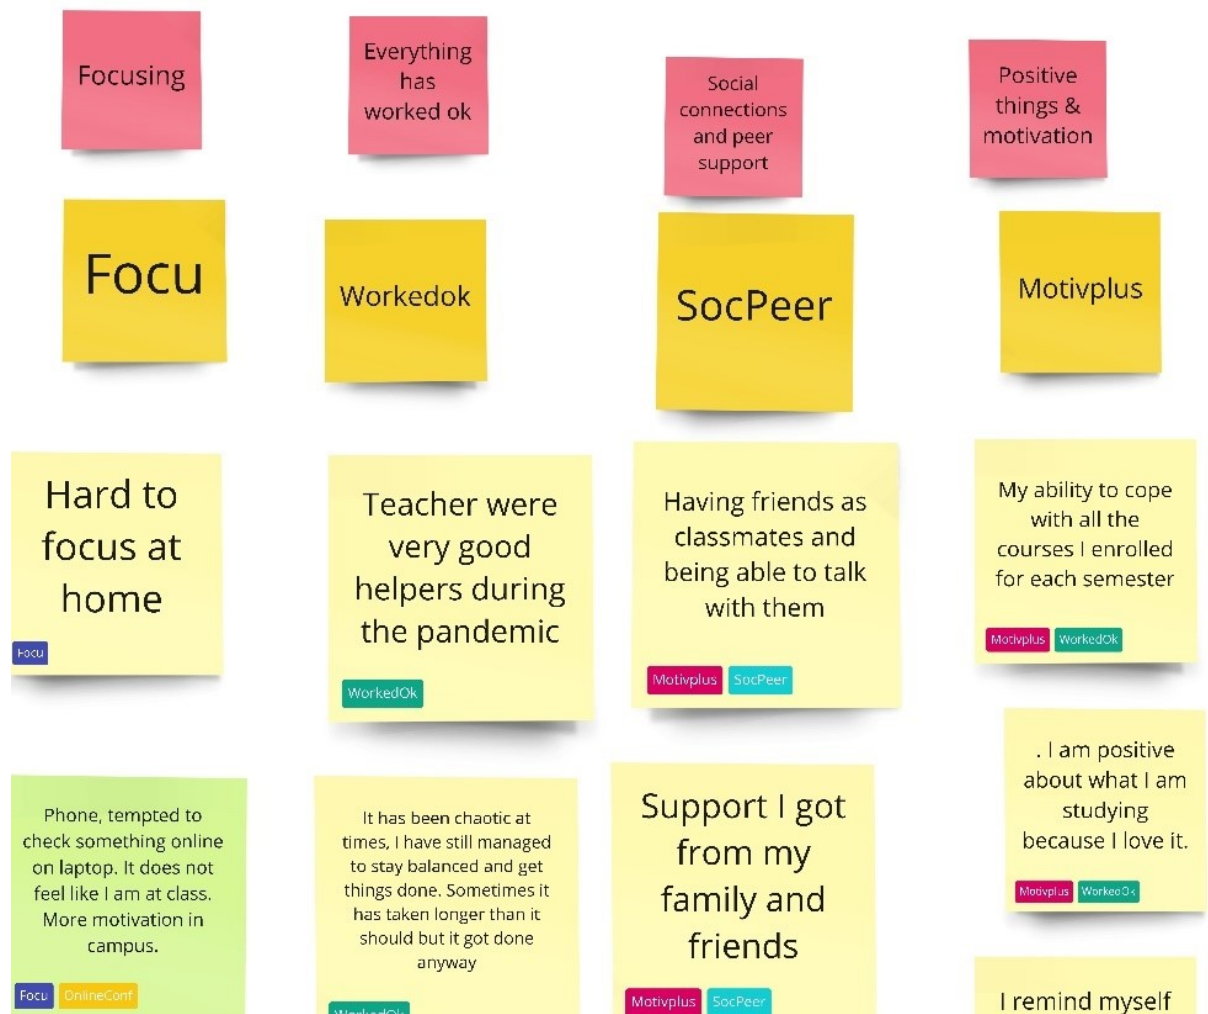 Focusing
Everything
has
worked ok
Social
connections
and peer
support
Positive
things &
motivation
Focu
Workedok
SocPeer
Motivplus
Hard to
focus at
home
Focu
Teacher were
very good
helpers during
the pandemic
WorkedOk
Having friends as
classmates and
being able to talk
with them
Motivplus SocPeer
My ability to cope
with all the
courses I enrolled
for each semester
Motivplus WorkedOk
. I am positive
about what I am
studying
because I love it.
Motivplus WorkedOk
Phone, tempted to
check something online
on laptop. It does not
feel like I am at class.
More motivation in
campus.
Focu OnlineConf
It has been chaotic at
times, I have still managed
to stay balanced and get
things done. Sometimes it
has taken longer than it
should but it got done
anyway
WorkedOk
Support I got
from my
family and
friends
Motivplus SocPeer
I remind myself